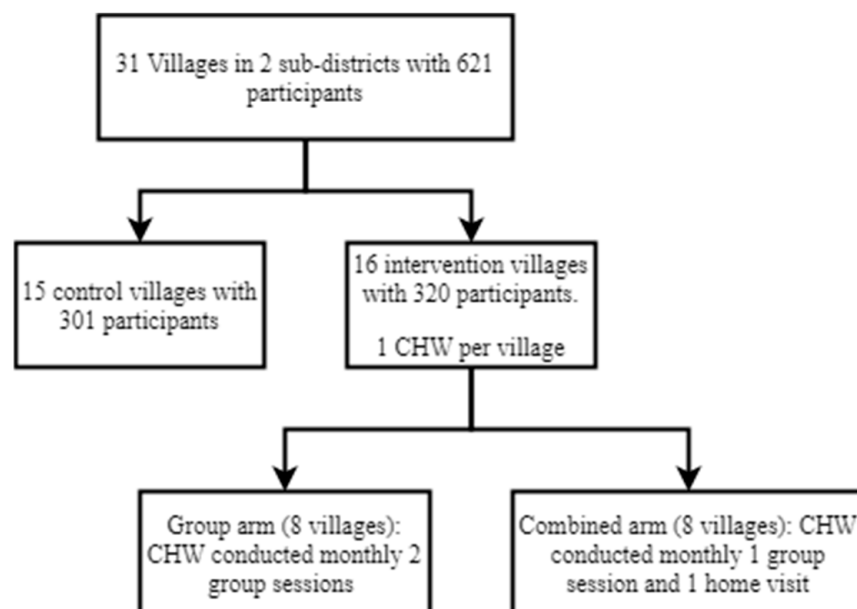 31 Villages in 2 sub-districts with 621
participants
15 control villages with
301 participants
16 intervention villages
with 320 participants.
1 CHW per village
Group arm (8 villages):
CHW conducted monthly 2
group sessions
Combined arm (8 villages): CHW
conducted monthly 1 group
session and 1 home visit